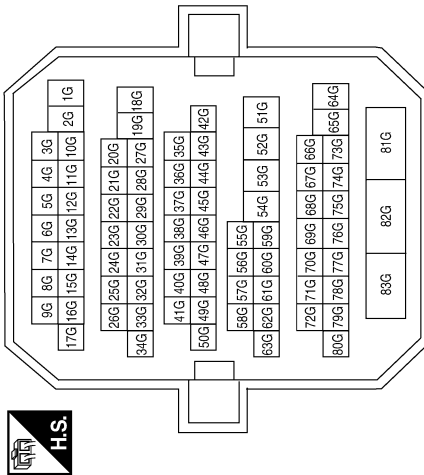 H.S.
9G 8G 7G 6G 5G 4G 3G 2G 1G
17G 16G 15G 14G 13G 12G 11G 10G
26G 25G 24G 23G 22G 21G 20G 19G 18G
34G 33G 32G 31G 30G 29G 28G 27G
41G 40G 39G 38G 37G 36G 35G
50G 49G 48G 47G 46G 45G 44G 43G 42G
58G 57G 56G 55G 54G 53G 52G 51G
63G 62G 61G 60G 59G
72G 71G 70G 69G 68G 67G 66G 65G 64G
80G 79G 78G 77G 76G 75G 74G 73G
83G 82G 81G